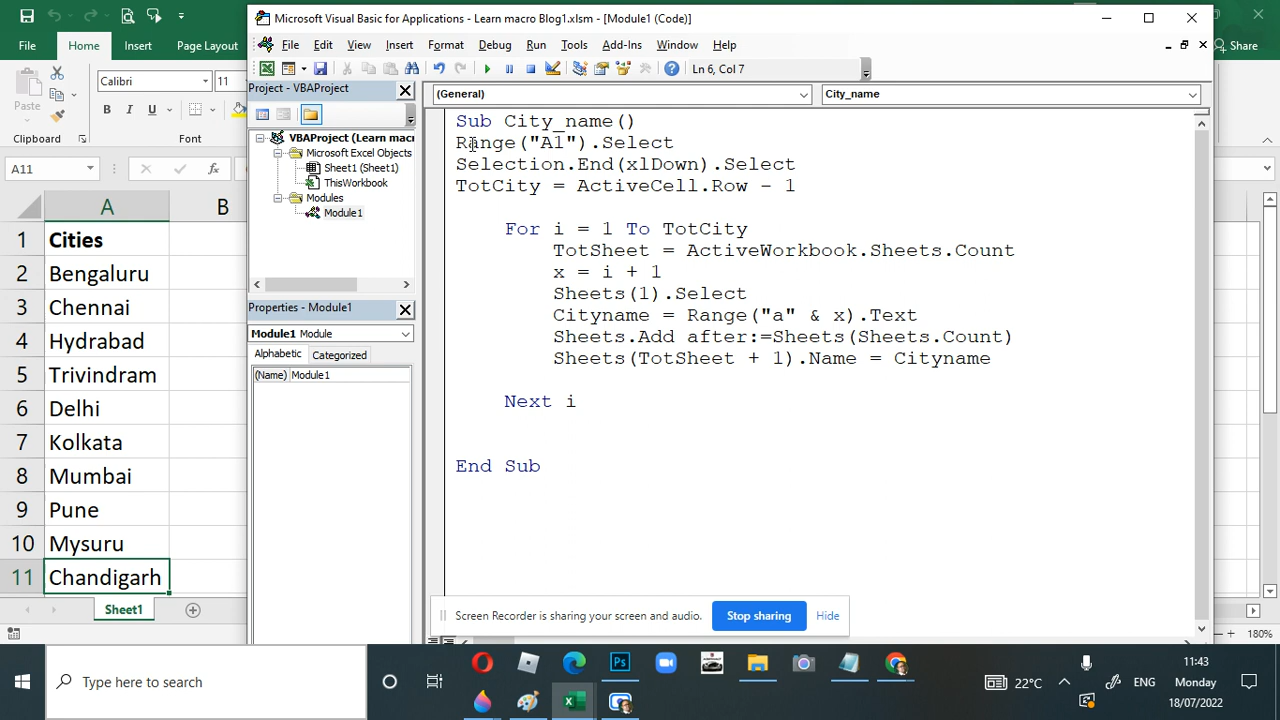 Microsoft Visual Basic for Applications - Learn macro Blog1.xlsm - [Module1 (Code)]
File
Home
Insert
Page Layout
Share
File
Edit
View
Insert
Format
Debug
Run
Tools
Add-Ins
Window
Help
Ln 6, Col 7
Paste
Calibri
11
B
I
U
Clipboard
A11
Project - VBAProject
VBAProject (Learn macr
Microsoft Excel Objects
Sheet1 (Sheet1)
ThisWorkbook
Modules
Module1
Properties - Module1
Module1 Module
Alphabetic
Categorized
(Name)
Module1
(General)
City_name
Sub City_name()
Range("A1").Select
Selection.End(xlDown).Select
TotCity = ActiveCell.Row - 1
For i = 1 To TotCity
TotSheet = ActiveWorkbook.Sheets.Count
x = i + 1
Sheets(1).Select
Cityname = Range("a" & x).Text
Sheets.Add after:=Sheets(Sheets.Count)
Sheets(TotSheet + 1).Name = Cityname
Next i
End Sub
A
B
1 Cities
2 Bengaluru
3 Chennai
4 Hydrabad
5 Trivindram
6 Delhi
7 Kolkata
8 Mumbai
9 Pune
10 Mysuru
11 Chandigarh
Sheet1
Screen Recorder is sharing your screen and audio.
Stop sharing
Hide
180%
Type here to search
22°C
ENG
11:43
Monday
18/07/2022